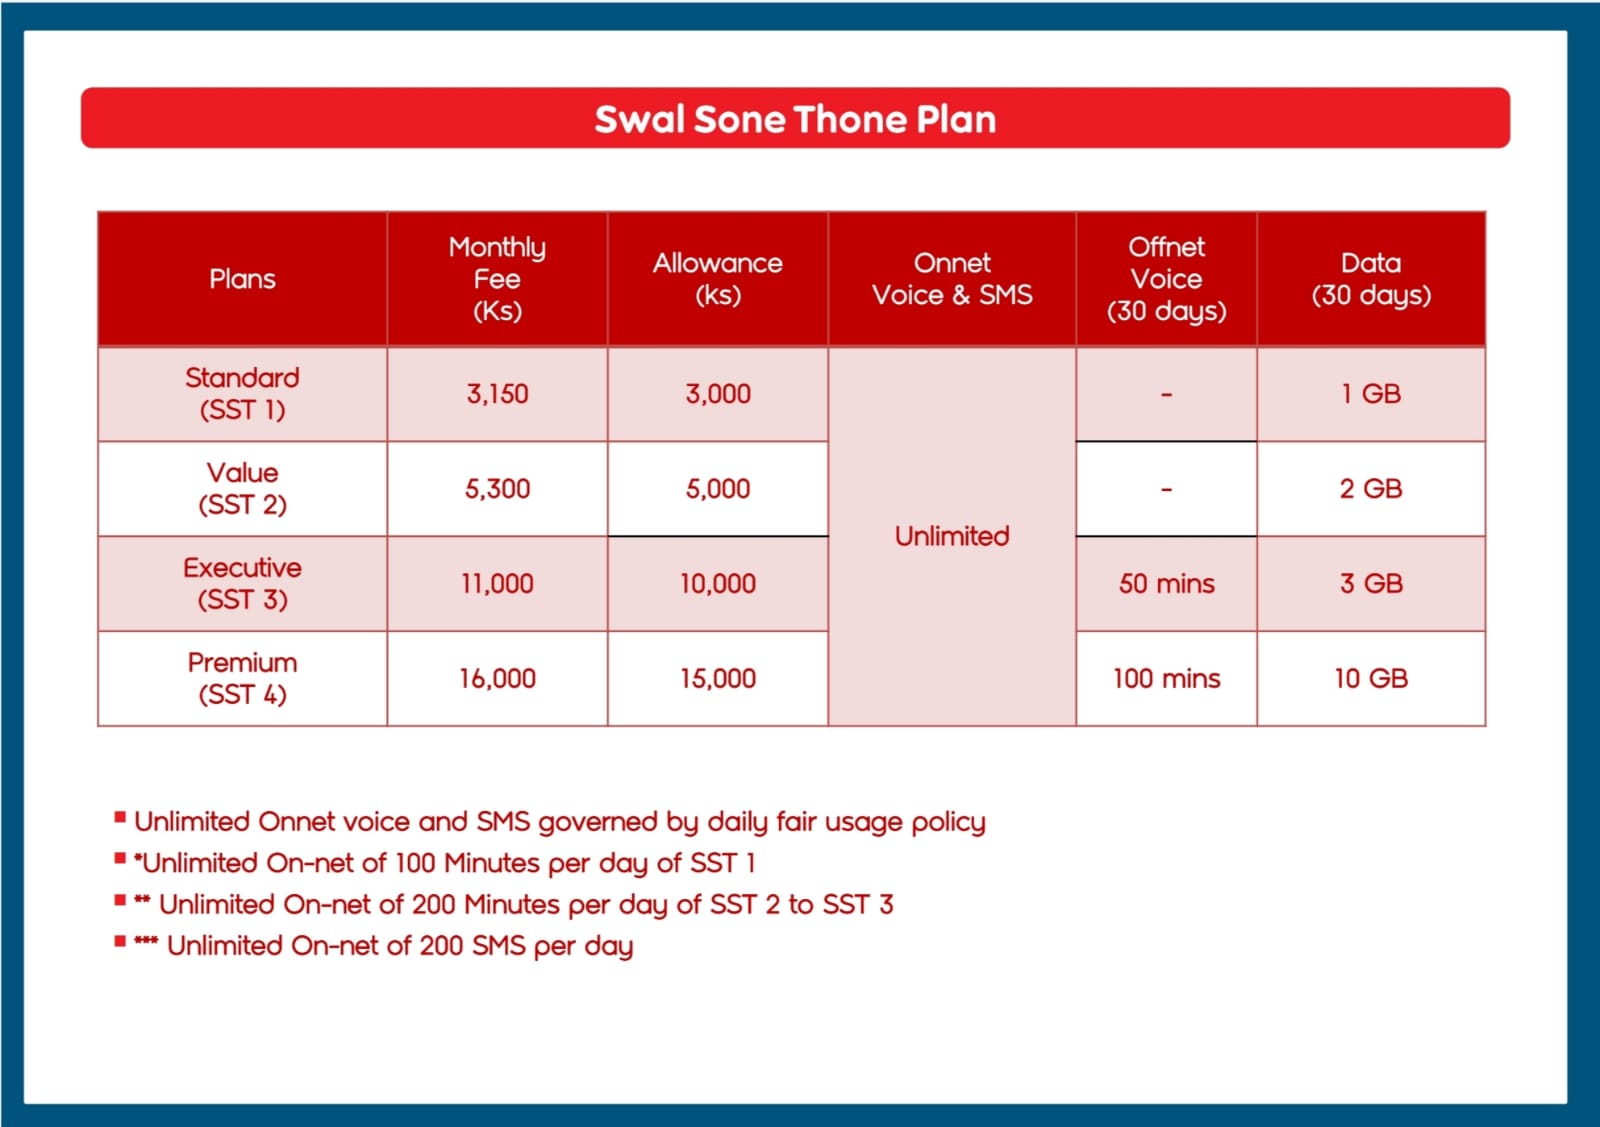 Swal Sone Thone Plan
Plans
Monthly
Fee
(Ks)
Allowance
(ks)
Onnet
Voice & SMS
Offnet
Voice
(30 days)
Data
(30 days)
Standard
(SST 1)
3,150
3,000
Unlimited
-
1 GB
Value
(SST 2)
5,300
5,000
-
2 GB
Executive
(SST 3)
11,000
10,000
50 mins
3 GB
Premium
(SST 4)
16,000
15,000
100 mins
10 GB
▪ Unlimited Onnet voice and SMS governed by daily fair usage policy
▪ *Unlimited On-net of 100 Minutes per day of SST 1
▪ ** Unlimited On-net of 200 Minutes per day of SST 2 to SST 3
▪ *** Unlimited On-net of 200 SMS per day